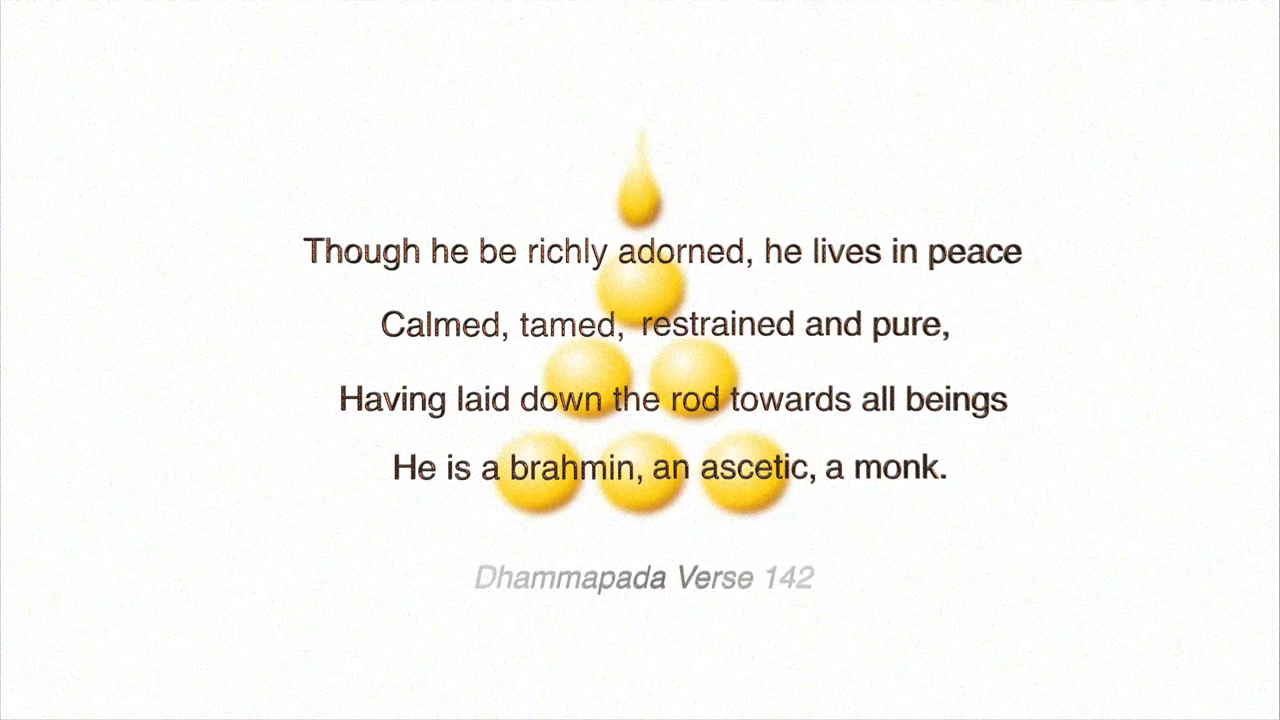 Though he be richly adorned, he lives in peace
Calmed, tamed, restrained and pure,
Having laid down the rod towards all beings
He is a brahmin, an ascetic, a monk.
Dhammapada Verse 142